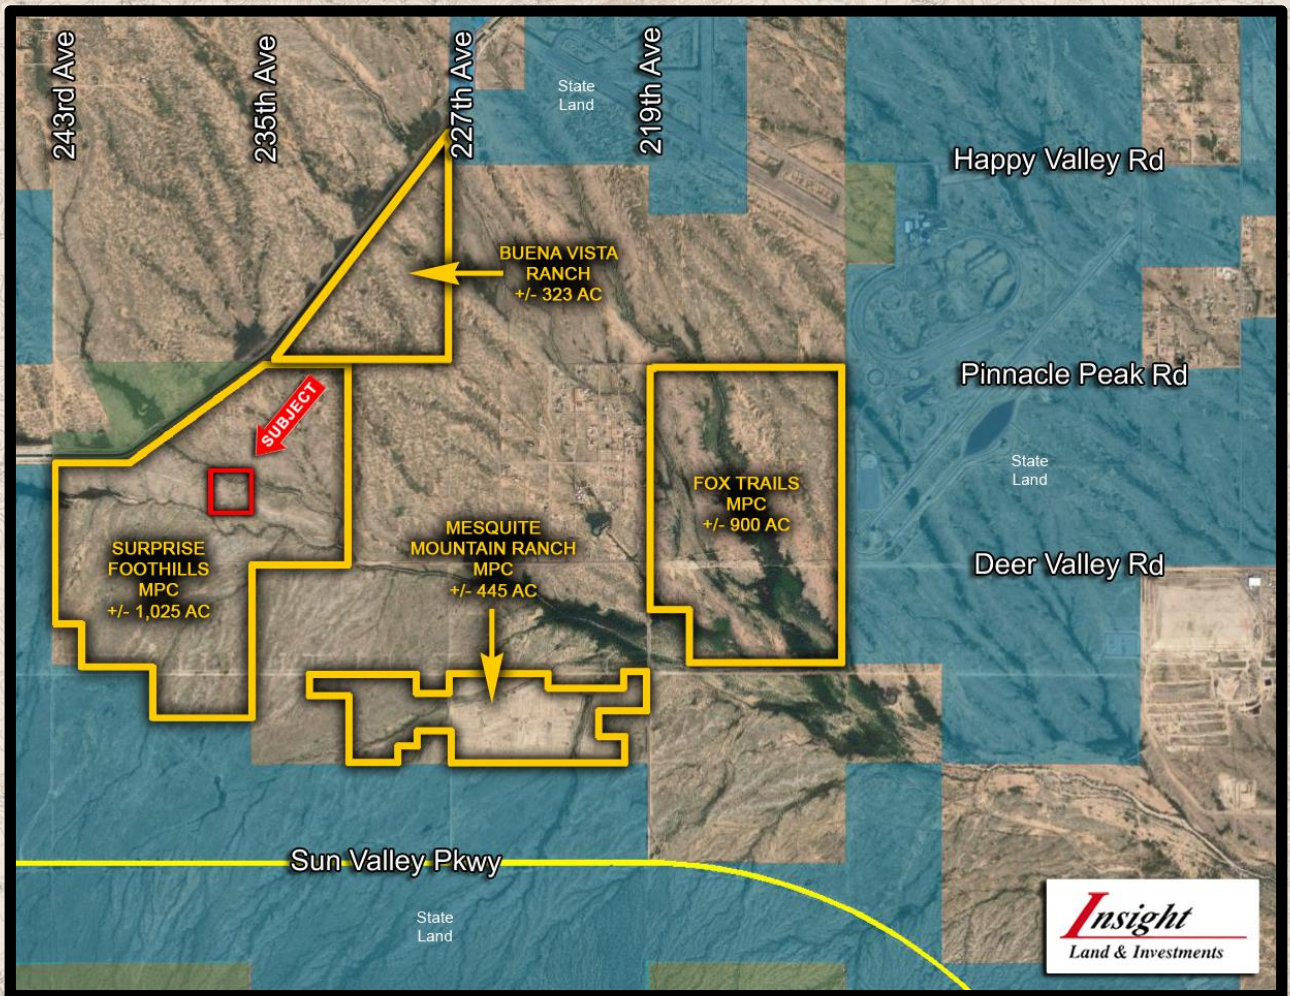 243rd Ave
235th Ave
227th Ave
219th Ave
State
Land
Happy Valley Rd
BUENA VISTA
RANCH
+/- 323 AC
Pinnacle Peak Rd
SUBJECT
State
Land
FOX TRAILS
MPC
+/- 900 AC
MESQUITE
MOUNTAIN RANCH
MPC
+/- 445 AC
SURPRISE
FOOTHILLS
MPC
+/- 1,025 AC
Deer Valley Rd
Sun Valley Pkwy
State
Land
Insight
Land & Investments